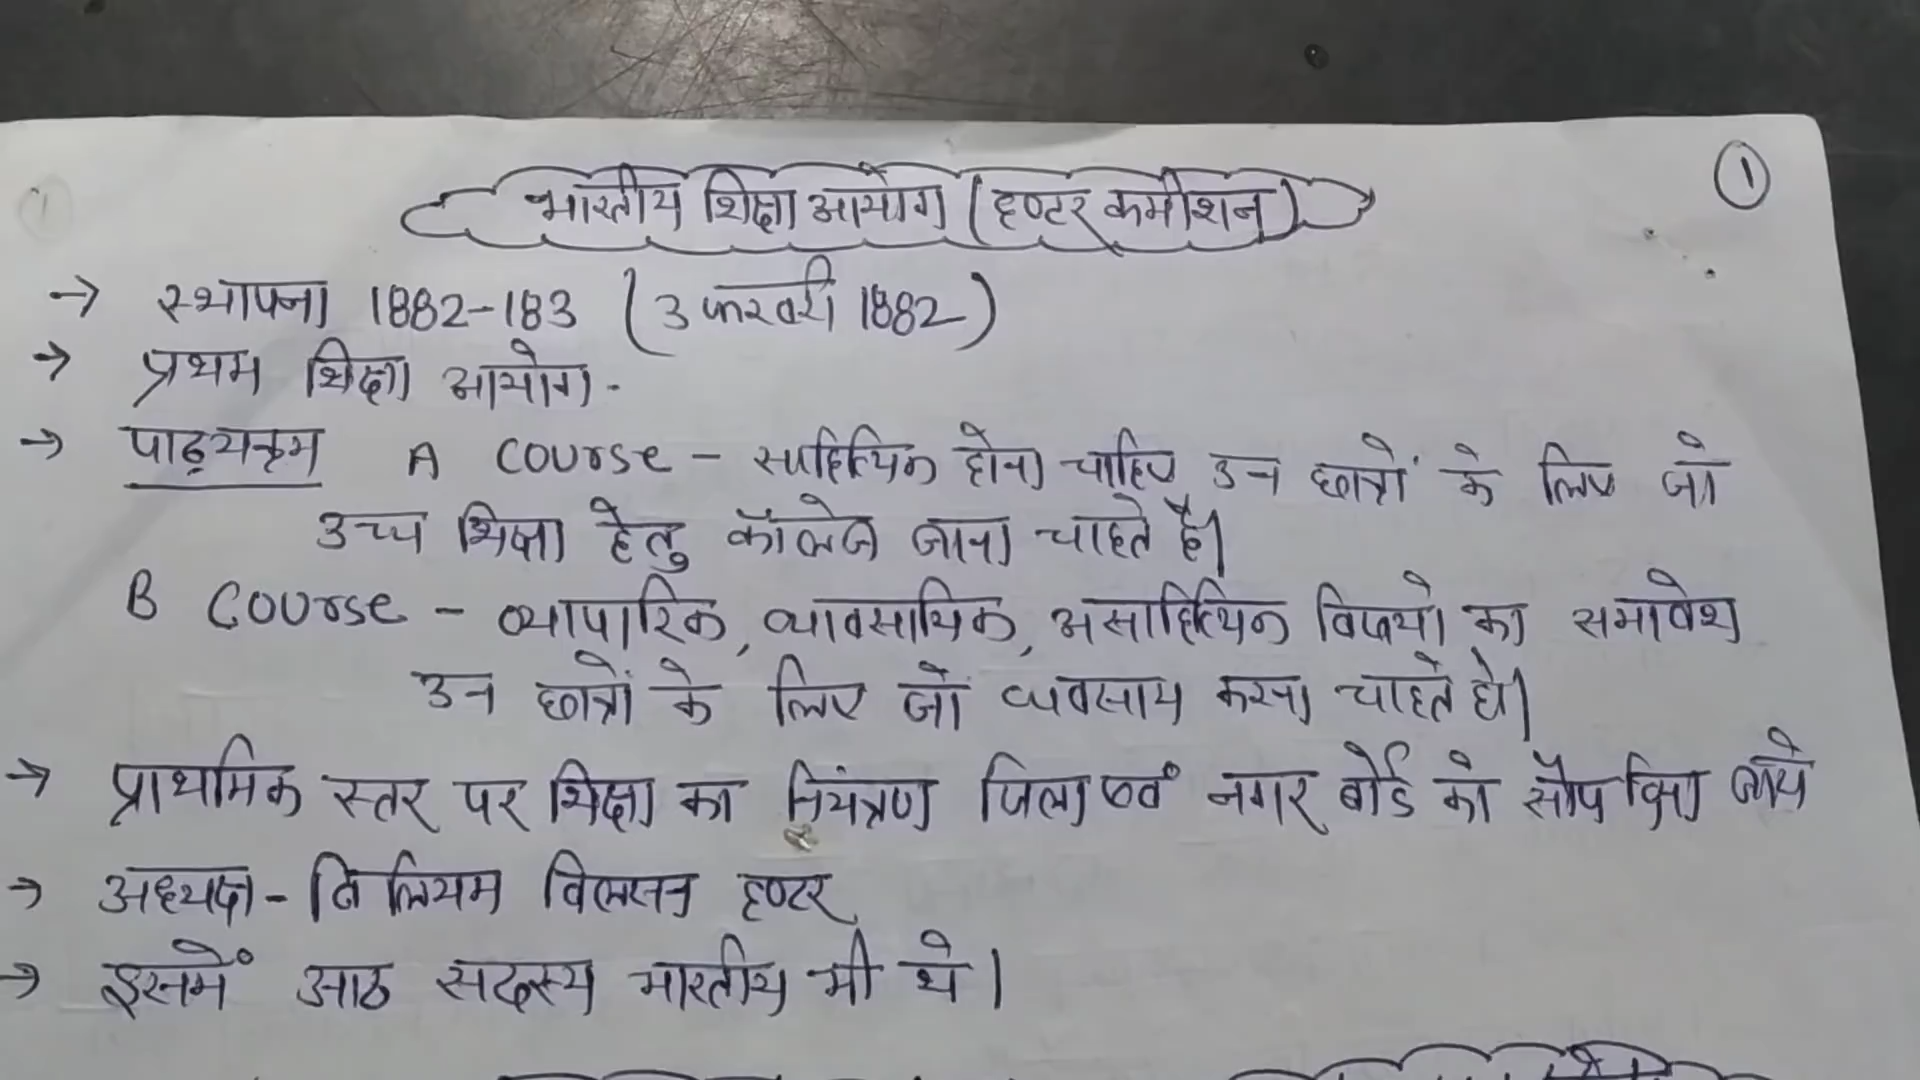 ①
भारतीय शिक्षा आयोग (हण्टर कमीशन)
→ स्थापना 1882-183 (3 फरवरी 1882)
→ प्रथम शिक्षा आयोग.
→ पाठ्यक्रम A Course - साहित्यिक होना चाहिए उन छात्रों के लिए जो
उच्च शिक्षा हेतु कॉलेज जाना चाहते हैं।
B Course - व्यापारिक, व्यावसायिक, असाहित्यिक विषयो का समावेश
उन छात्रों के लिए जो व्यवसाय करना चाहते हो।
→ प्राथमिक स्तर पर शिक्षा का नियंत्रण जिला एवं नगर बोर्ड को सौप दिया जाये
→ अध्यक्ष - विलियम विलसन हण्टर
→ इसमें आठ सदस्य भारतीय भी थे।